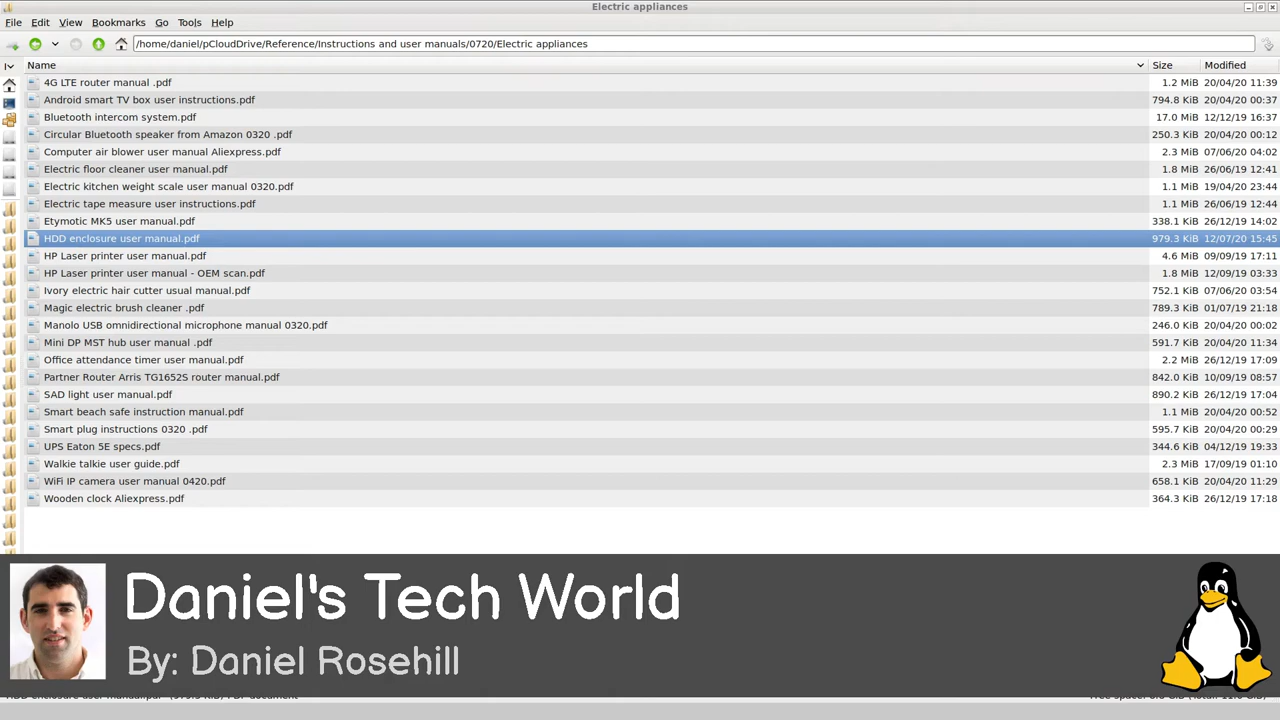 Electric appliances
File Edit View Bookmarks Go Tools Help
/home/daniel/pCloudDrive/Reference/Instructions and user manuals/0720/Electric appliances
Name Size Modified
4G LTE router manual .pdf 1.2 MiB 20/04/20 11:39
Android smart TV box user instructions.pdf 794.8 KiB 20/04/20 00:37
Bluetooth intercom system.pdf 17.0 MiB 12/12/19 16:37
Circular Bluetooth speaker from Amazon 0320 .pdf 250.3 KiB 20/04/20 00:12
Computer air blower user manual Aliexpress.pdf 2.3 MiB 07/06/20 04:02
Electric floor cleaner user manual.pdf 1.8 MiB 26/06/19 12:41
Electric kitchen weight scale user manual 0320.pdf 1.1 MiB 19/04/20 23:44
Electric tape measure user instructions.pdf 1.1 MiB 26/06/19 12:44
Etymotic MK5 user manual.pdf 338.1 KiB 26/12/19 14:02
HDD enclosure user manual.pdf 979.3 KiB 12/07/20 15:45
HP Laser printer user manual.pdf 4.6 MiB 09/09/19 17:11
HP Laser printer user manual - OEM scan.pdf 1.8 MiB 12/09/19 03:33
Ivory electric hair cutter usual manual.pdf 752.1 KiB 07/06/20 03:54
Magic electric brush cleaner .pdf 789.3 KiB 01/07/19 21:18
Manolo USB omnidirectional microphone manual 0320.pdf 246.0 KiB 20/04/20 00:02
Mini DP MST hub user manual .pdf 591.7 KiB 20/04/20 11:34
Office attendance timer user manual.pdf 2.2 MiB 26/12/19 17:09
Partner Router Arris TG1652S router manual.pdf 842.0 KiB 10/09/19 08:57
SAD light user manual.pdf 890.2 KiB 26/12/19 17:04
Smart beach safe instruction manual.pdf 1.1 MiB 20/04/20 00:52
Smart plug instructions 0320 .pdf 595.7 KiB 20/04/20 00:29
UPS Eaton 5E specs.pdf 344.6 KiB 04/12/19 19:33
Walkie talkie user guide.pdf 2.3 MiB 17/09/19 01:10
WiFi IP camera user manual 0420.pdf 658.1 KiB 20/04/20 11:29
Wooden clock Aliexpress.pdf 364.3 KiB 26/12/19 17:18
Daniel's Tech World
By: Daniel Rosehill